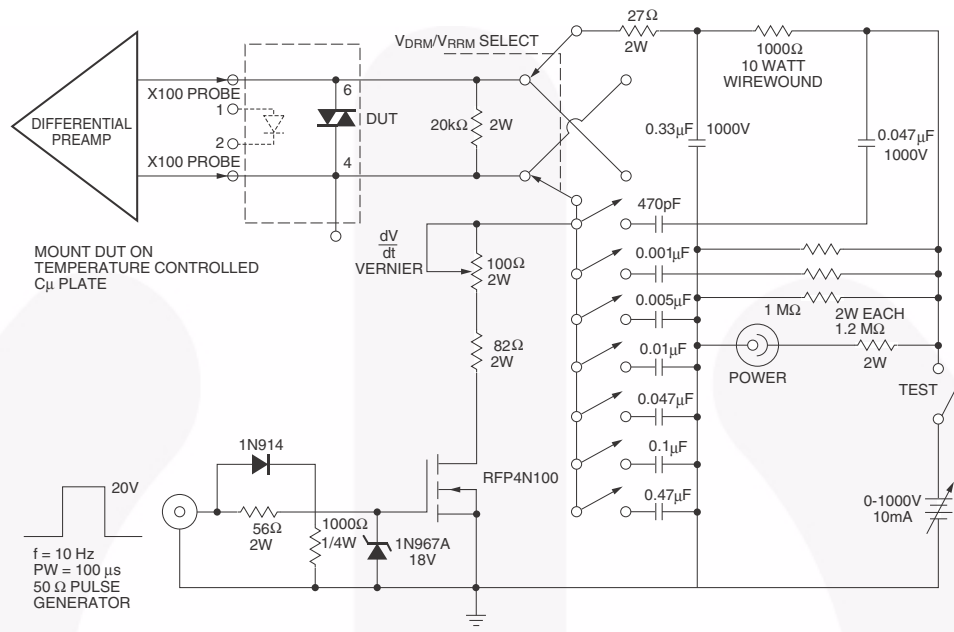 27Ω
2W
VDRM/VRRM SELECT
1000Ω
10 WATT
WIREWOUND
X100 PROBE
1
2
X100 PROBE
DIFFERENTIAL
PREAMP
6
DUT
4
20kΩ
2W
0.33μF
1000V
0.047μF
1000V
MOUNT DUT ON
TEMPERATURE CONTROLLED
Cμ PLATE
dV
dt
VERNIER
100Ω
2W
82Ω
2W
470pF
0.001μF
0.005μF
0.01μF
0.047μF
0.1μF
0.47μF
1 MΩ
2W EACH
1.2 MΩ
2W
POWER
TEST
0-1000V
10mA
1N914
RFP4N100
56Ω
2W
1000Ω
1/4W
1N967A
18V
20V
f = 10 Hz
PW = 100 μs
50 Ω PULSE
GENERATOR